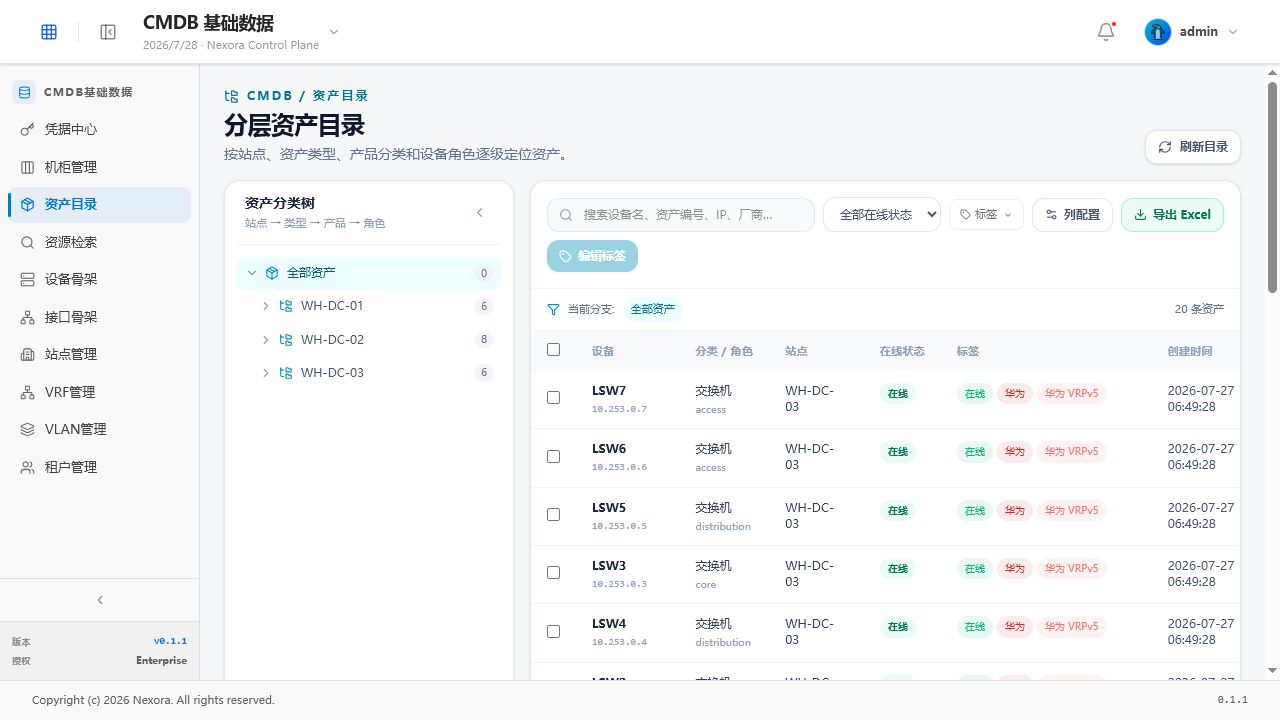 CMDB 基础数据
2026/7/28 · Nexora Control Plane
admin
CMDB基础数据
凭据中心
机柜管理
资产目录
资源检索
设备骨架
接口骨架
站点管理
VRF管理
VLAN管理
租户管理
版本 v0.1.1
授权 Enterprise
CMDB / 资产目录
分层资产目录
按站点、资产类型、产品分类和设备角色逐级定位资产。
刷新目录
资产分类树
站点 → 类型 → 产品 → 角色
全部资产 0
WH-DC-01 6
WH-DC-02 8
WH-DC-03 6
搜索设备名、资产编号、IP、厂商...
全部在线状态
标签
列配置
导出 Excel
编辑标签
当前分支: 全部资产 20 条资产
设备 分类 / 角色 站点 在线状态 标签 创建时间
LSW7 交换机 WH-DC-03 在线 在线 华为 华为 VRPv5 2026-07-27
10.253.0.7 access 06:49:28
LSW6 交换机 WH-DC-03 在线 在线 华为 华为 VRPv5 2026-07-27
10.253.0.6 access 06:49:28
LSW5 交换机 WH-DC-03 在线 在线 华为 华为 VRPv5 2026-07-27
10.253.0.5 distribution 06:49:28
LSW3 交换机 WH-DC-03 在线 在线 华为 华为 VRPv5 2026-07-27
10.253.0.3 core 06:49:28
LSW4 交换机 WH-DC-03 在线 在线 华为 华为 VRPv5 2026-07-27
10.253.0.4 distribution 06:49:28
Copyright (c) 2026 Nexora. All rights reserved.
0.1.1